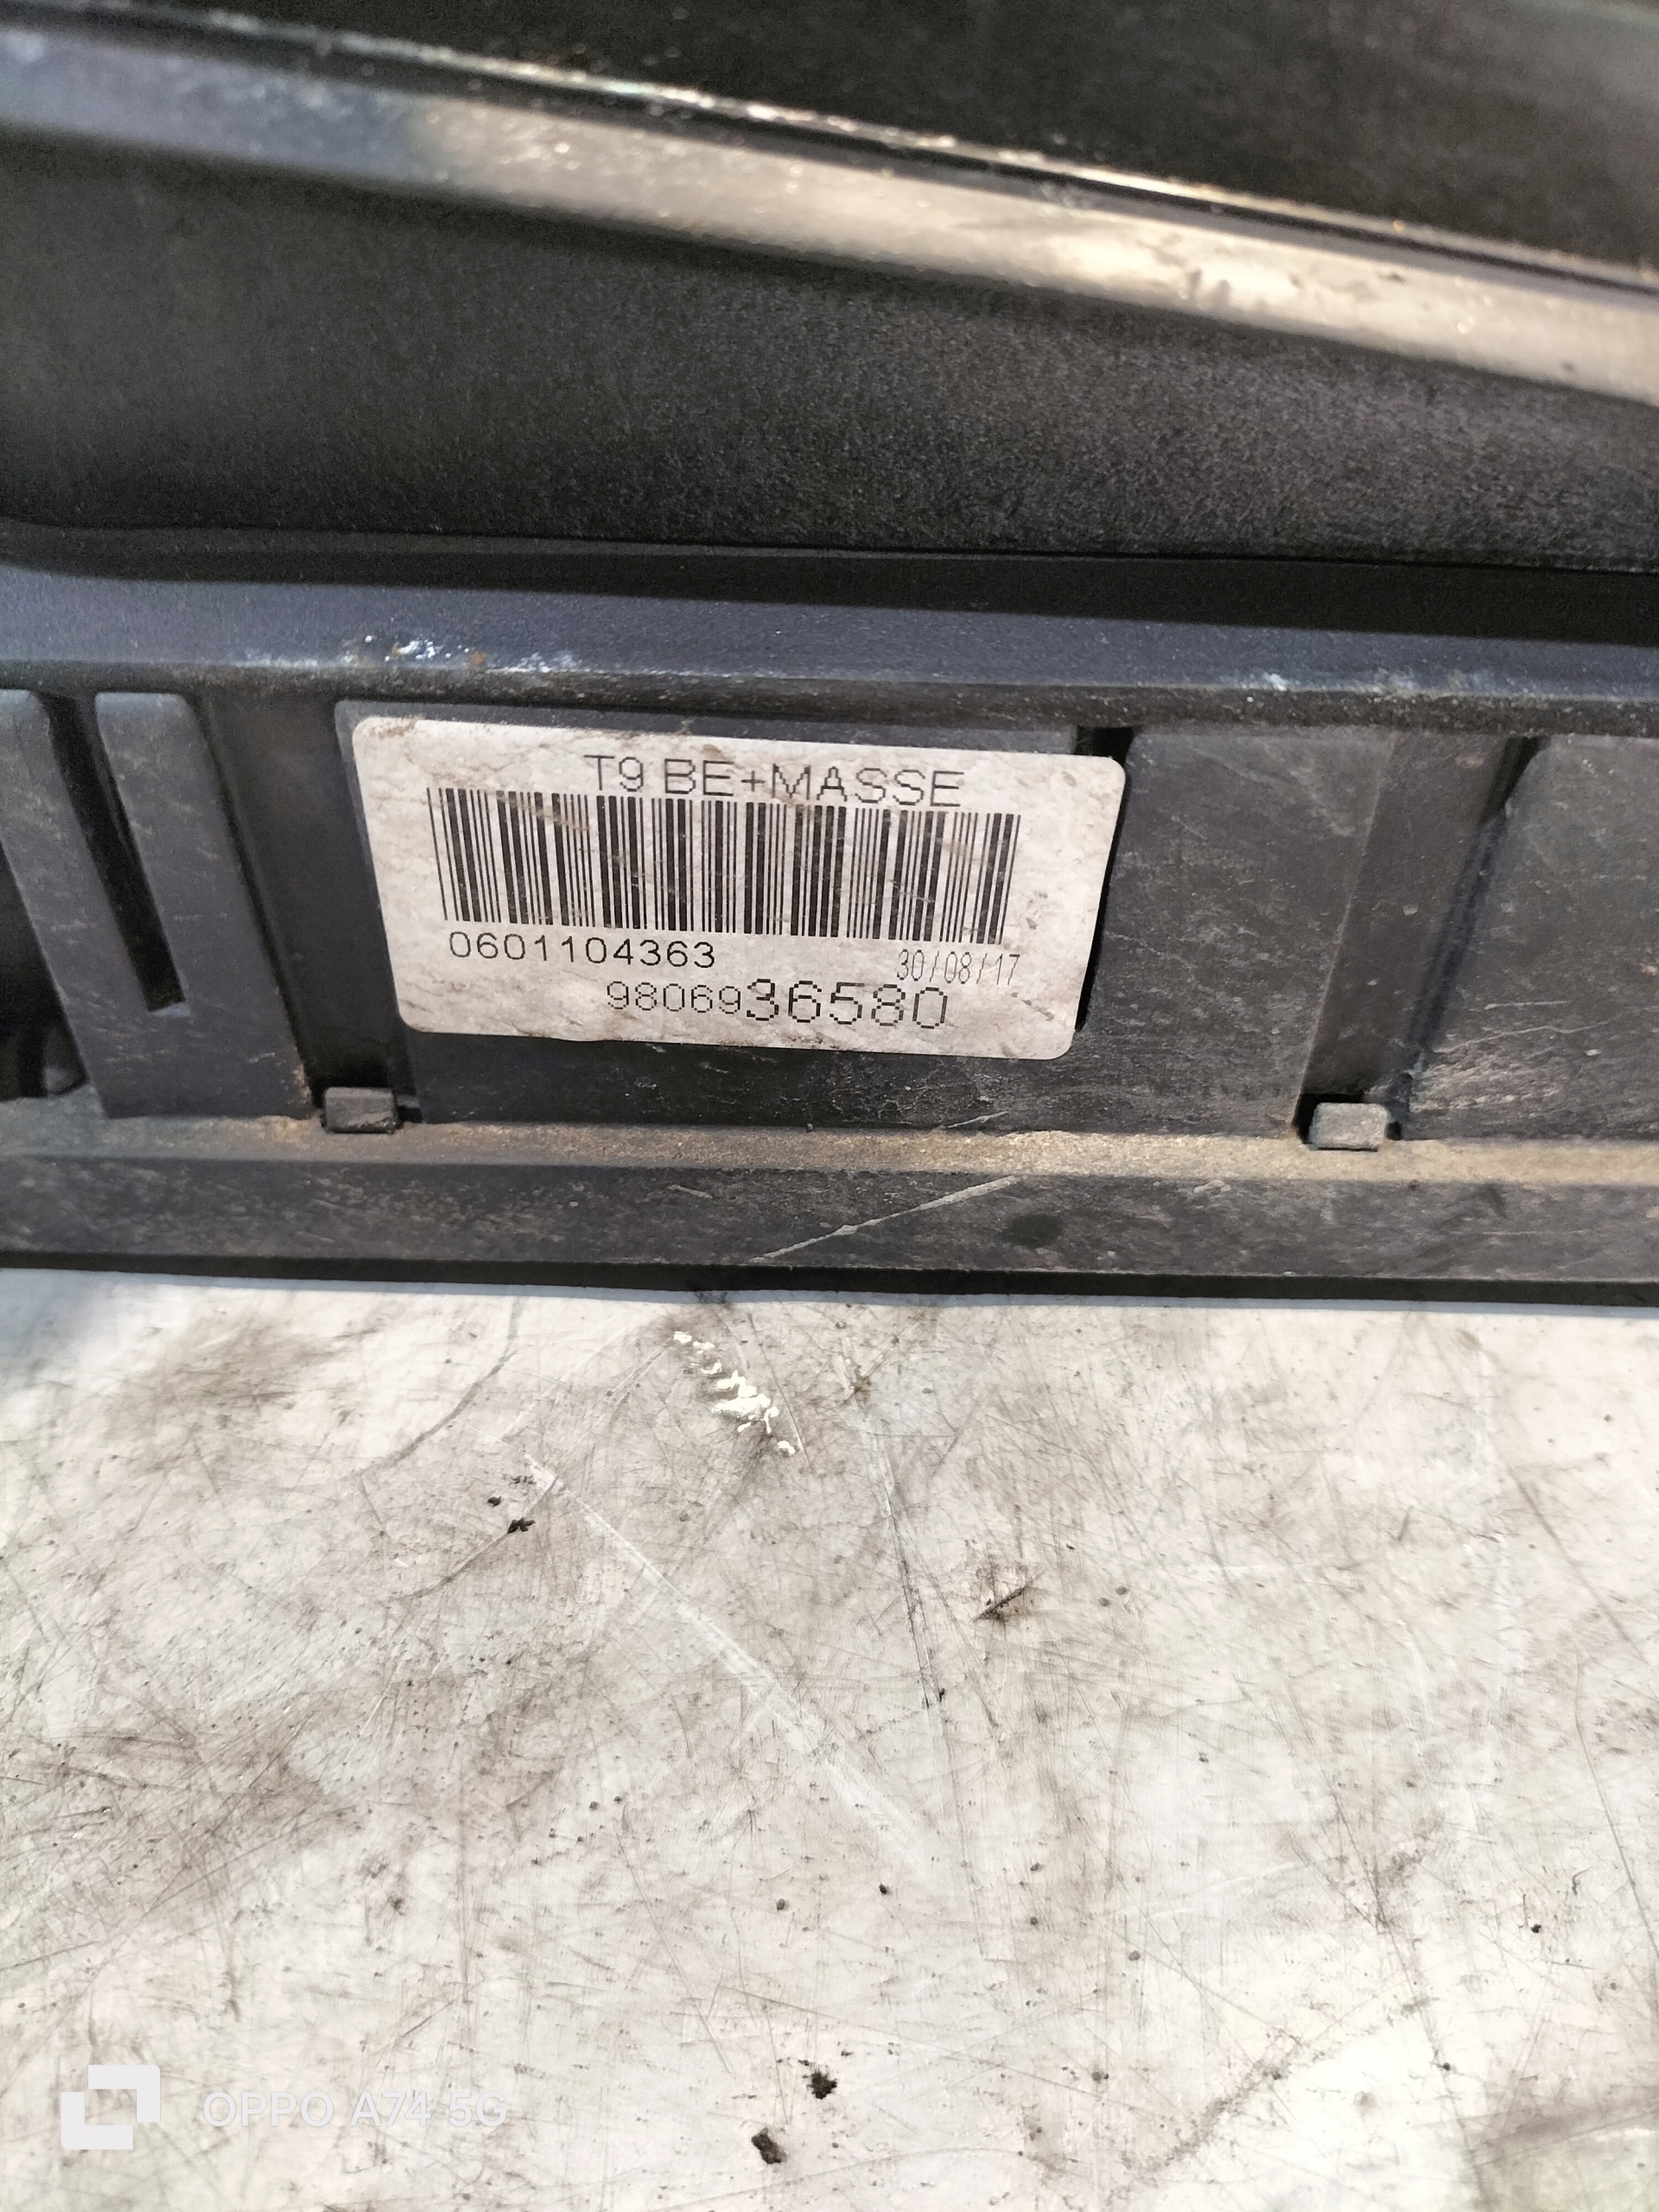 T9 BE+MASSE
0601104363
30/08/17
9806936580
OPPO A74 5G